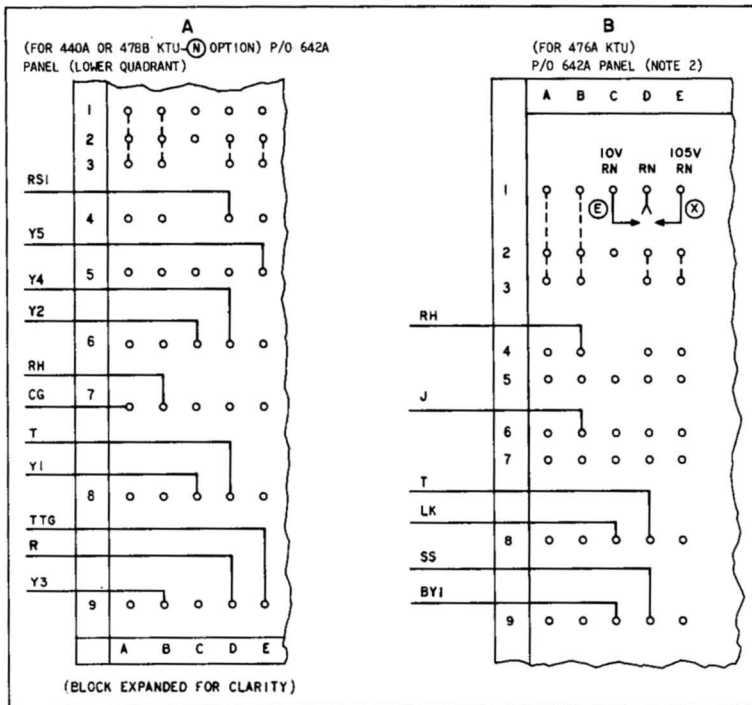 A
(FOR 440A OR 478B KTU-Ⓝ OPTION) P/O 642A
PANEL (LOWER QUADRANT)
1
2
3
RS1
4
Y5
5
Y4
Y2
6
RH
CG
7
T
Y1
8
TTG
R
Y3
9
A B C D E
(BLOCK EXPANDED FOR CLARITY)
B
(FOR 476A KTU)
P/O 642A PANEL (NOTE 2)
A B C D E
10V RN
RN
105V RN
1
Ⓔ
Ⓧ
2
3
RH
4
5
J
6
7
T
LK
8
SS
BY1
9